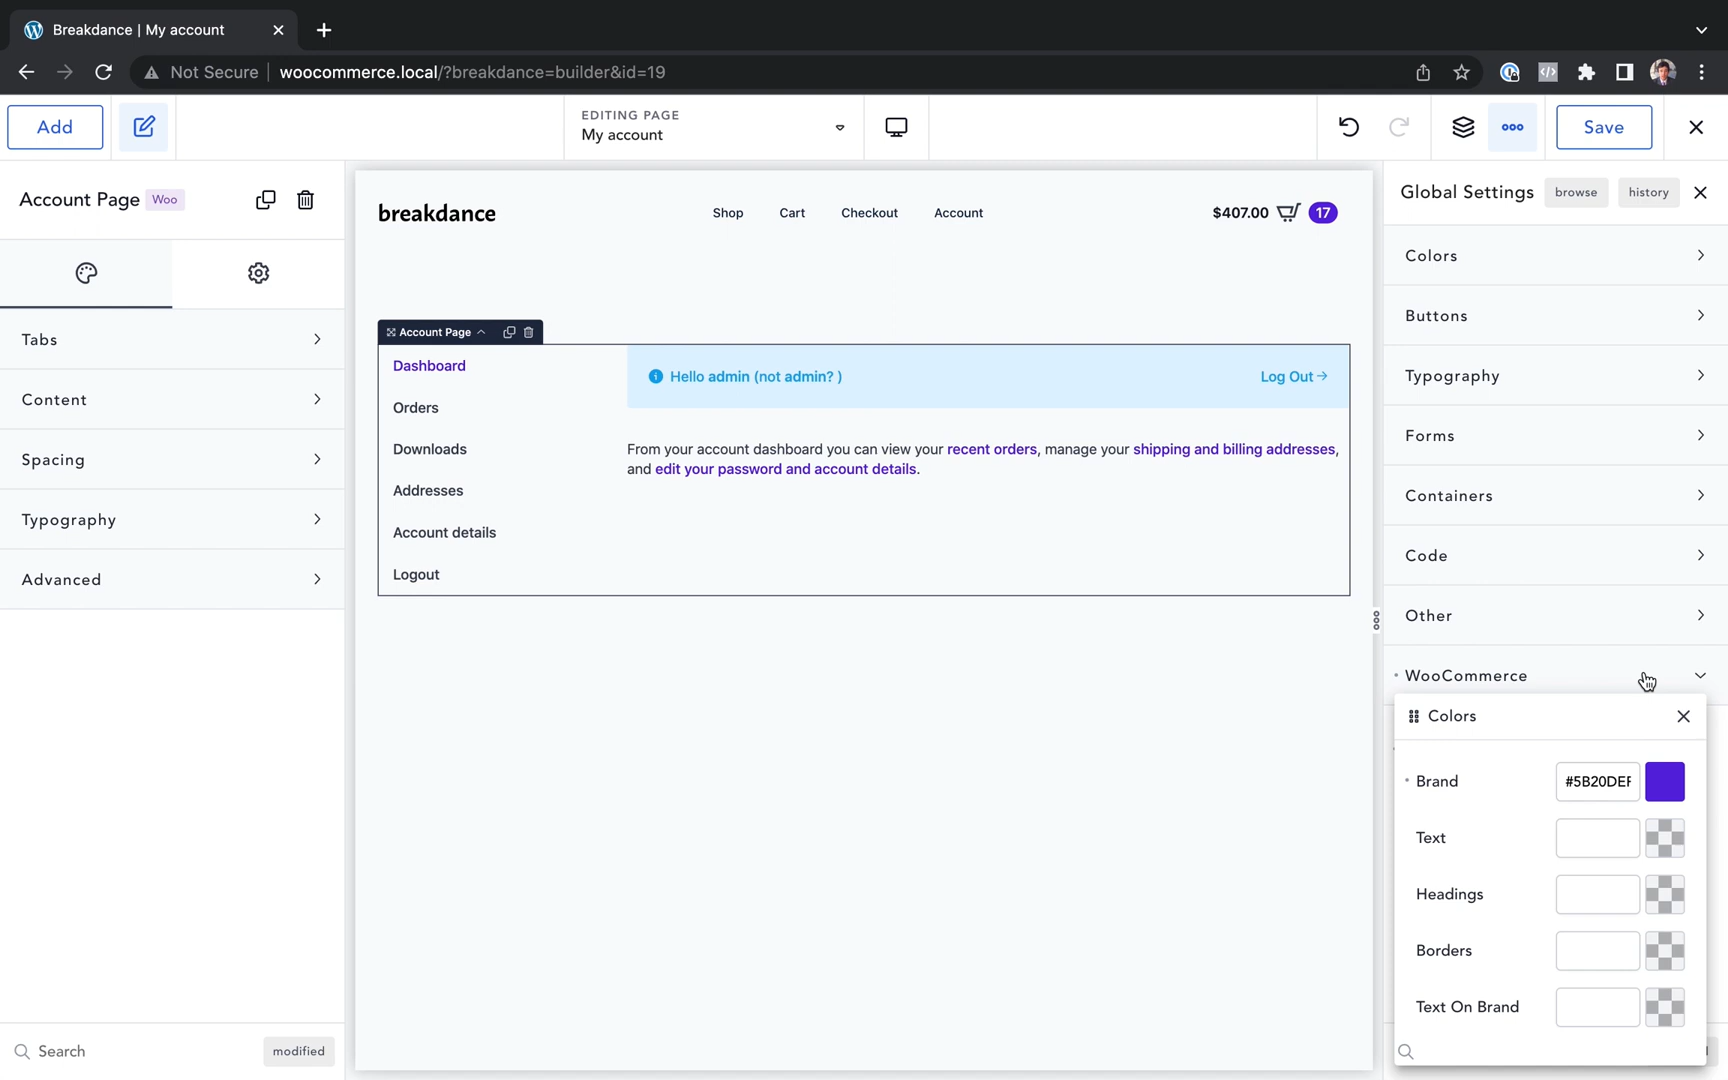 Breakdance | My account
Not Secure
woocommerce.local/?breakdance=builder&id=19
Add
EDITING PAGE
My account
Save
Account Page
Woo
Tabs
Content
Spacing
Typography
Advanced
Search
modified
breakdance
Shop
Cart
Checkout
Account
$407.00
17
Account Page
Dashboard
Orders
Downloads
Addresses
Account details
Logout
Hello admin (not admin? )
Log Out
From your account dashboard you can view your recent orders, manage your shipping and billing addresses,
and edit your password and account details.
Global Settings
browse
history
Colors
Buttons
Typography
Forms
Containers
Code
Other
WooCommerce
Colors
Brand
#5B20DEF
Text
Headings
Borders
Text On Brand